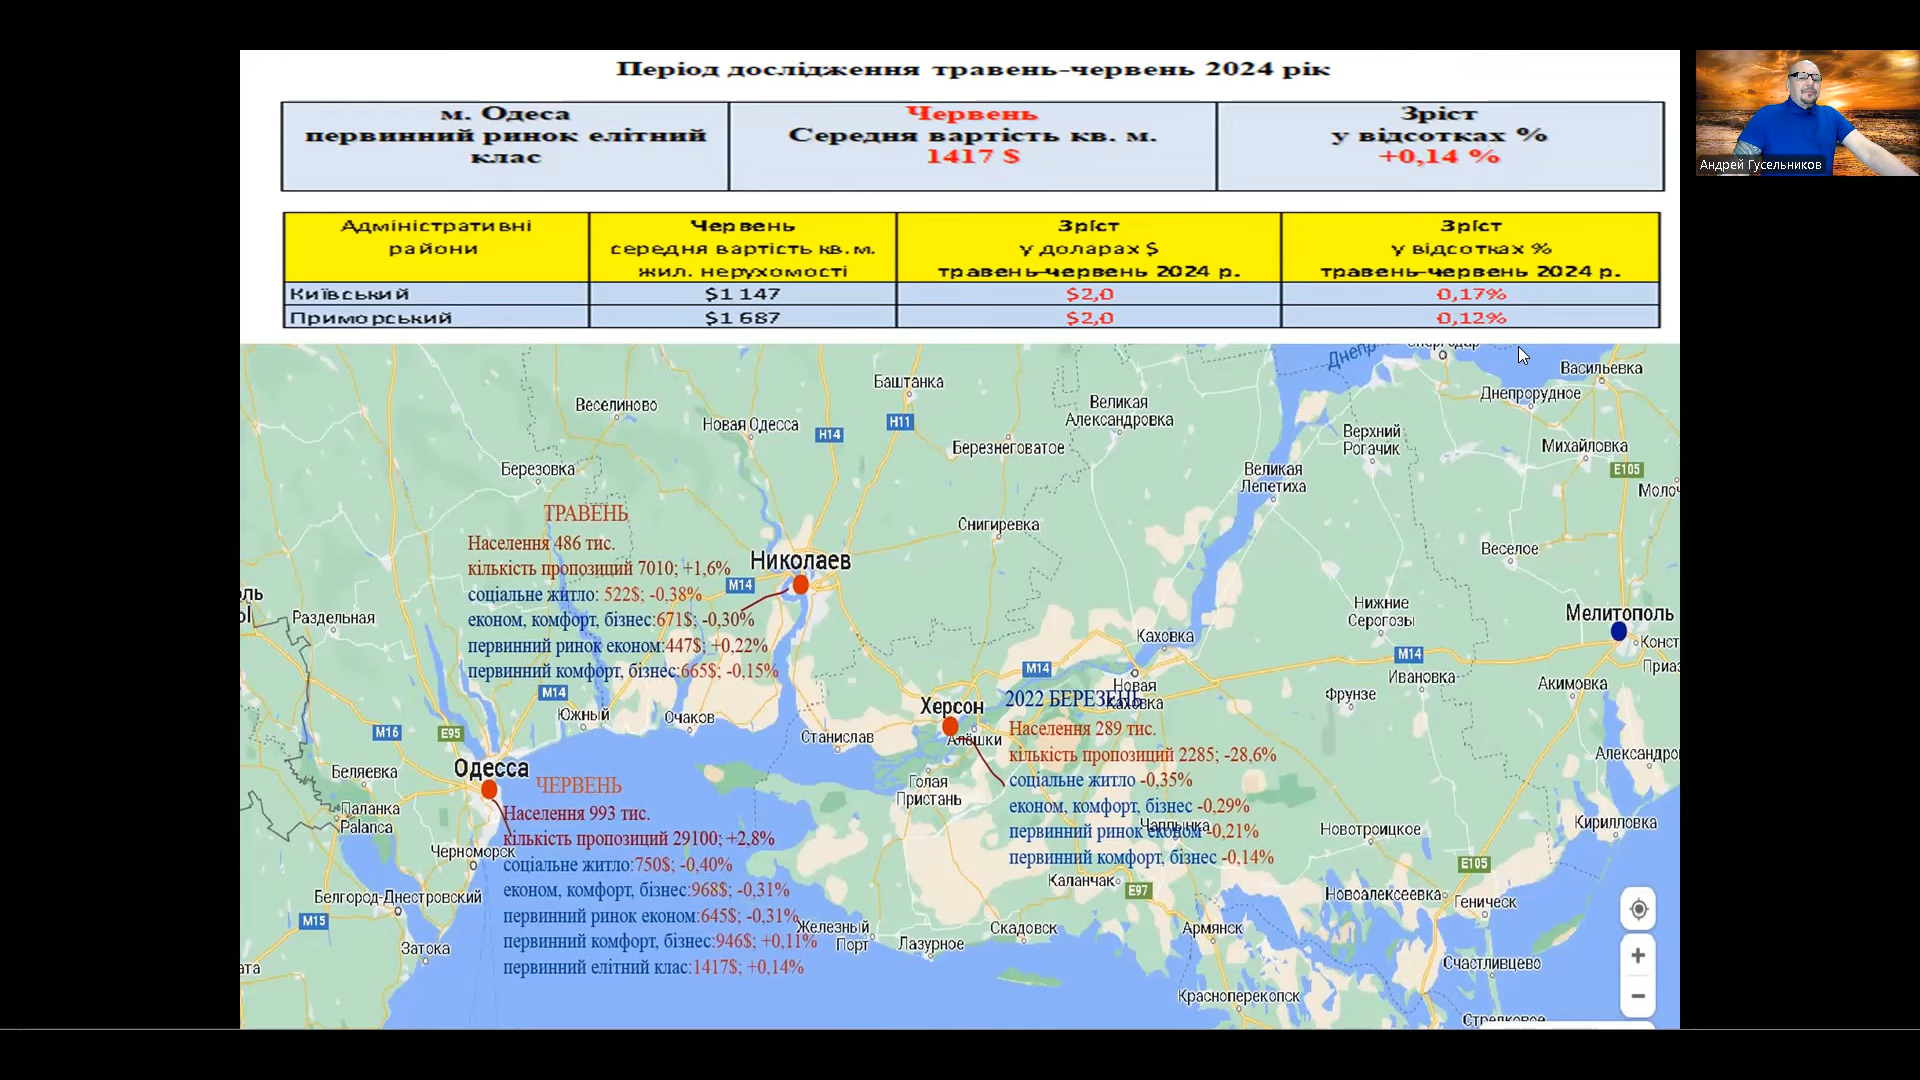 Період дослідження травень-червень 2024 рік
м. Одеса
первинний ринок елітний
клас
Червень
Середня вартість кв. м.
1417 $
Зріст
у відсотках %
+0,14 %
Андрей Гусельников
Адміністративні
райони
Червень
середня вартість кв.м.
жил. нерухомості
Зріст
у доларах $
травень-червень 2024 р.
Зріст
у відсотках %
травень-червень 2024 р.
Київський
$1 147
$2,0
0,17%
Приморський
$1 687
$2,0
0,12%
Днепр
Васильевка
Баштанка
Днепрорудное
Веселиново
Великая
Александровка
Новая Одесса
H14
H11
Верхний
Рогачик
Березнеговатое
Михайловка
E105
Березовка
Великая
Лепетиха
Снигиревка
Веселое
ТРАВЕНЬ
Населення 486 тис.
кількість пропозиций 7010; +1,6%
соціальне житло: 522$; -0,38%
економ, комфорт, бізнес:671$; -0,30%
первинний ринок економ:447$; +0,22%
первинний комфорт, бізнес:665$; -0,15%
Николаев
M14
Раздельная
Нижние
Серогозы
Мелитополь
Каховка
M14
M14
Ивановка
Акимовка
Фрунзе
Новая
Каховка
M14
Южный
Очаков
Херсон
Алёшки
Станислав
Голая
Пристань
2022 БЕРЕЗЕНЬ
Населення 289 тис.
кількість пропозиций 2285; -28,6%
соціальне житло -0,35%
економ, комфорт, бізнес -0,29%
первинний ринок економ -0,21%
первинний комфорт, бізнес -0,14%
Чаплынка
M16
E95
Беляевка
Одесса
Паланка
Palanca
ЧЕРВЕНЬ
Населення 993 тис.
кількість пропозиций 29100; +2,8%
соціальне житло:750$; -0,40%
економ, комфорт, бізнес:968$; -0,31%
первинний ринок економ:645$; -0,31%
первинний комфорт, бізнес:946$; +0,11%
первинний елітний клас:1417$; +0,14%
Черноморск
Белгород-Днестровский
M15
Затока
Новотроицкое
Кирилловка
E105
Каланчак
E97
Новоалексеевка
Геническ
Железный
Порт
Лазурное
Скадовск
Армянск
Счастливцево
Красноперекопск
Стрелковое